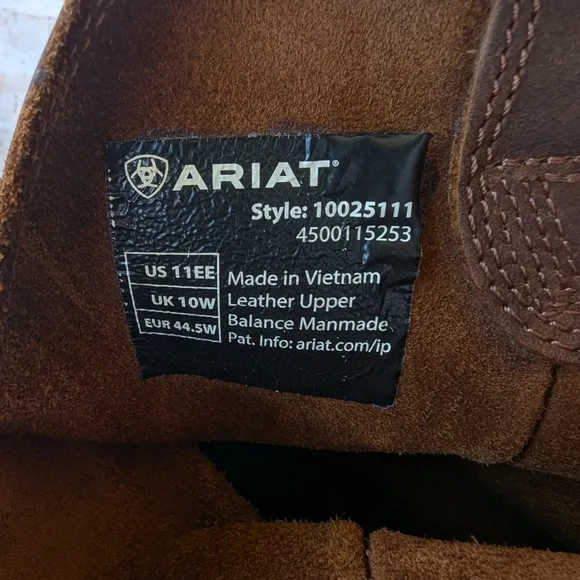 ARIAT®
Style: 10025111
4500115253
US 11EE
UK 10W
EUR 44.5W
Made in Vietnam
Leather Upper
Balance Manmade
Pat. Info: ariat.com/ip